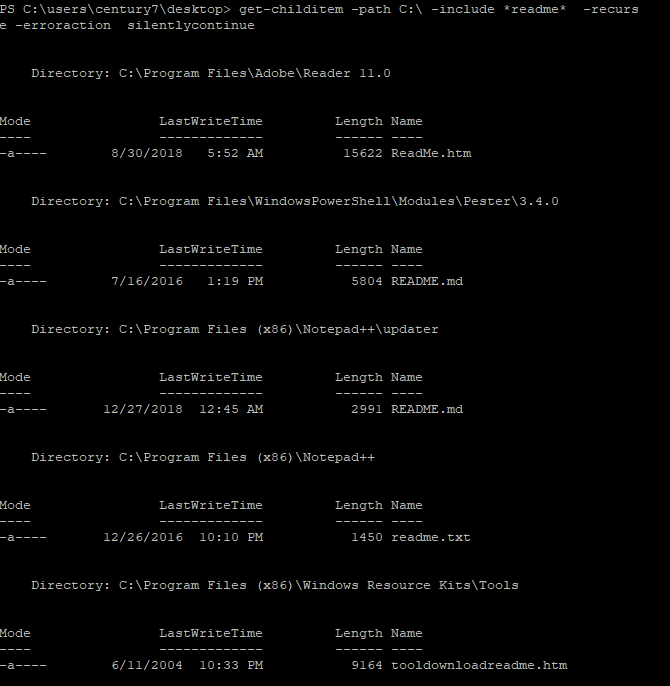 PS C:\users\century7\desktop> get-childitem -path C:\ -include *readme*  -recurs
e -erroraction  silentlycontinue
    Directory: C:\Program Files\Adobe\Reader 11.0
Mode                LastWriteTime         Length Name
----                -------------         ------ ----
-a----        8/30/2018   5:52 AM          15622 ReadMe.htm
    Directory: C:\Program Files\WindowsPowerShell\Modules\Pester\3.4.0
Mode                LastWriteTime         Length Name
----                -------------         ------ ----
-a----        7/16/2016   1:19 PM           5804 README.md
    Directory: C:\Program Files (x86)\Notepad++\updater
Mode                LastWriteTime         Length Name
----                -------------         ------ ----
-a----       12/27/2018  12:45 AM           2991 README.md
    Directory: C:\Program Files (x86)\Notepad++
Mode                LastWriteTime         Length Name
----                -------------         ------ ----
-a----       12/26/2016  10:10 PM           1450 readme.txt
    Directory: C:\Program Files (x86)\Windows Resource Kits\Tools
Mode                LastWriteTime         Length Name
----                -------------         ------ ----
-a----        6/11/2004  10:33 PM           9164 tooldownloadreadme.htm